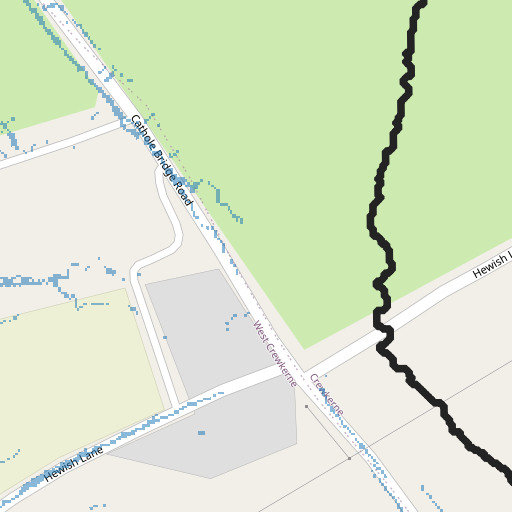 Cathole Bridge Road
Hewish L
West Crewkerne
Crewkerne
Hewish Lane